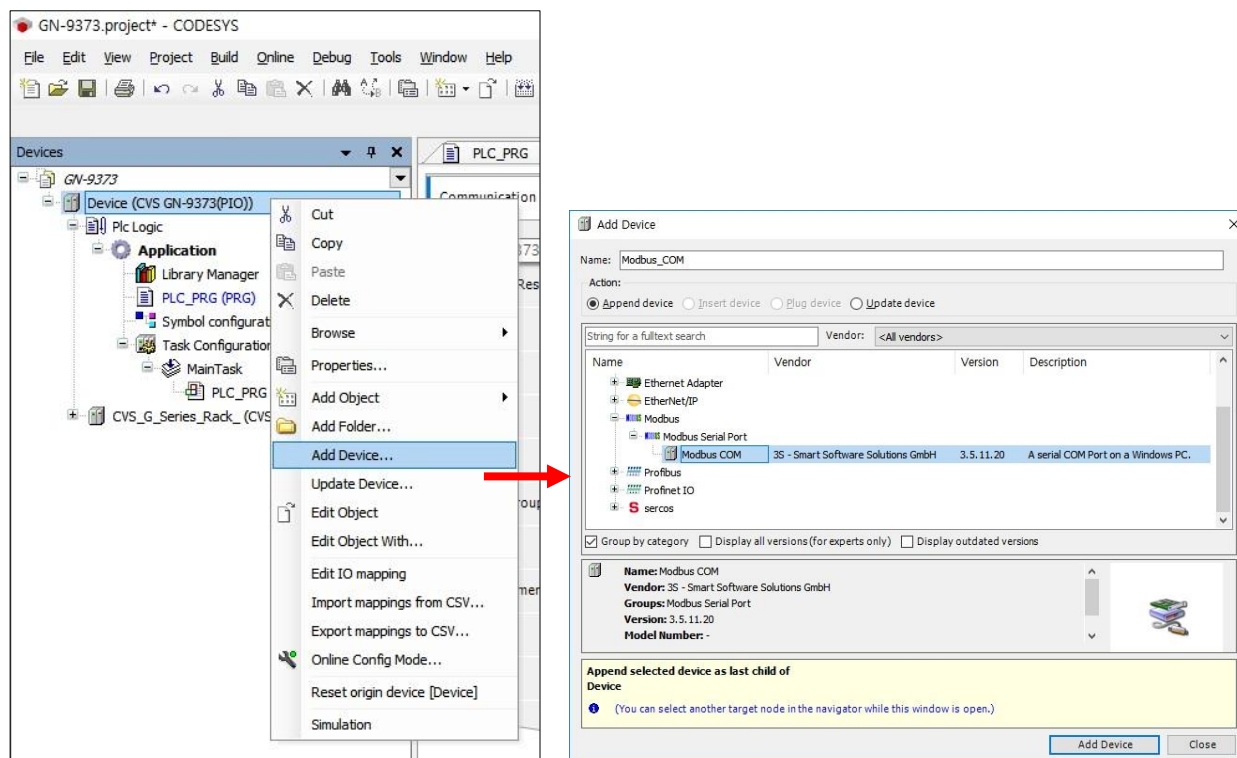 GN-9373.project* - CODESYS
File Edit View Project Build Online Debug Tools Window Help
Devices
PLC_PRG
GN-9373
Communication
Device (CVS GN-9373(PIO))
Plc Logic
Application
Library Manager
PLC_PRG (PRG)
Symbol configurat
Task Configuration
MainTask
PLC_PRG
CVS_G_Series_Rack_ (CVS
Cut
Copy
Paste
Delete
Browse
Properties...
Add Object
Add Folder...
Add Device...
Update Device...
Edit Object
Edit Object With...
Edit IO mapping
Import mappings from CSV...
Export mappings to CSV...
Online Config Mode...
Reset origin device [Device]
Simulation
373
Res
oup
mer
Add Device
Name: Modbus_COM
Action:
Append device Insert device Plug device Update device
String for a fulltext search Vendor: <All vendors>
Name Vendor Version Description
Ethernet Adapter
EtherNet/IP
Modbus
Modbus Serial Port
Modbus COM 3S - Smart Software Solutions GmbH 3.5.11.20 A serial COM Port on a Windows PC.
Profibus
Profinet IO
sercos
Group by category Display all versions (for experts only) Display outdated versions
Name: Modbus COM
Vendor: 3S - Smart Software Solutions GmbH
Groups: Modbus Serial Port
Version: 3.5.11.20
Model Number: -
Append selected device as last child of
Device
(You can select another target node in the navigator while this window is open.)
Add Device Close